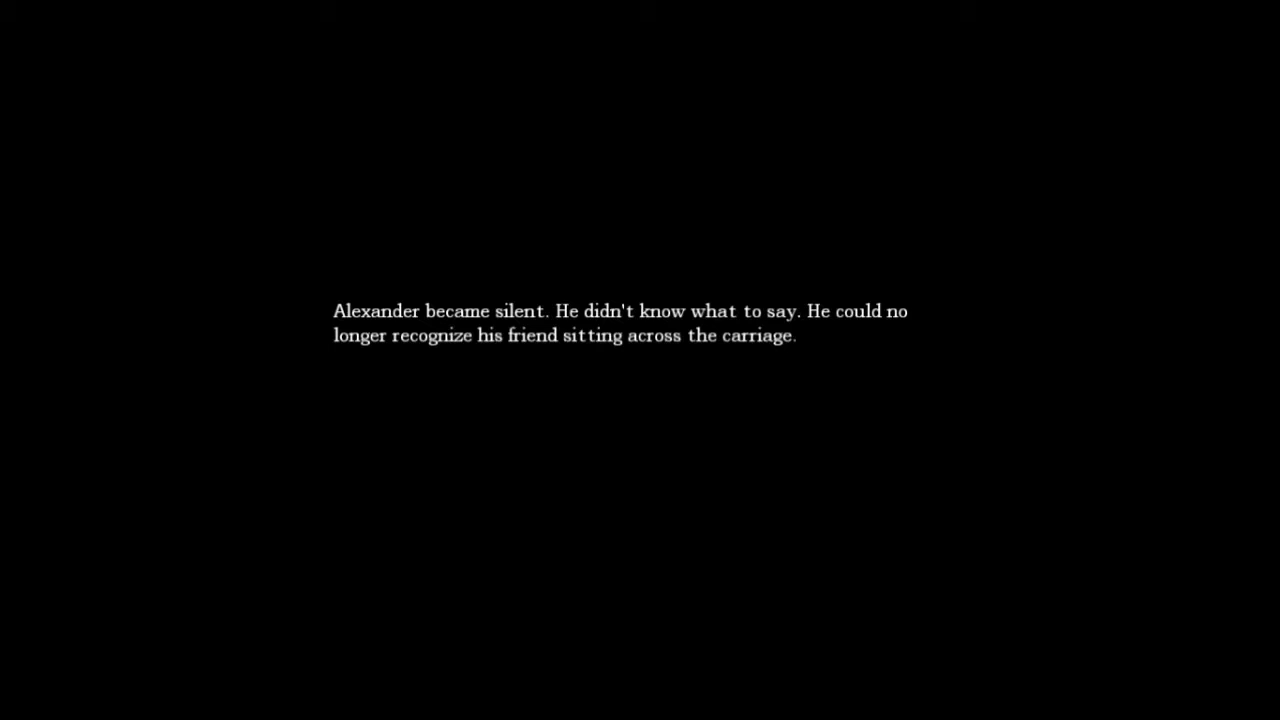 Alexander became silent. He didn't know what to say. He could no
longer recognize his friend sitting across the carriage.